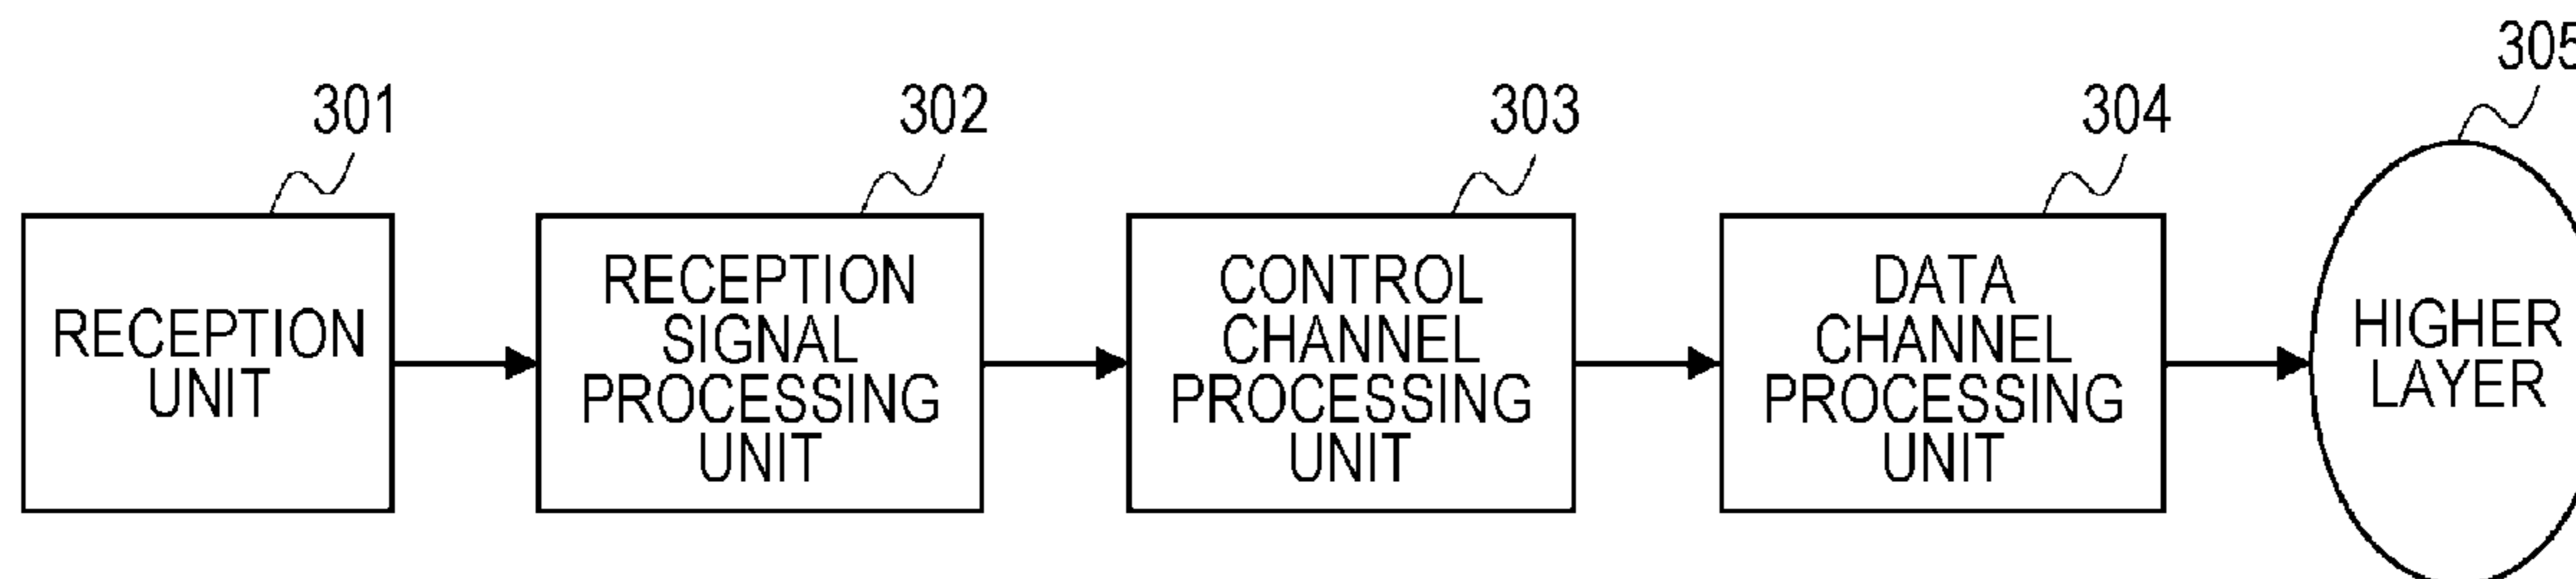 305
301
302
303
304
RECEPTION
UNIT
RECEPTION
SIGNAL
PROCESSING
UNIT
CONTROL
CHANNEL
PROCESSING
UNIT
DATA
CHANNEL
PROCESSING
UNIT
HIGHER
LAYER